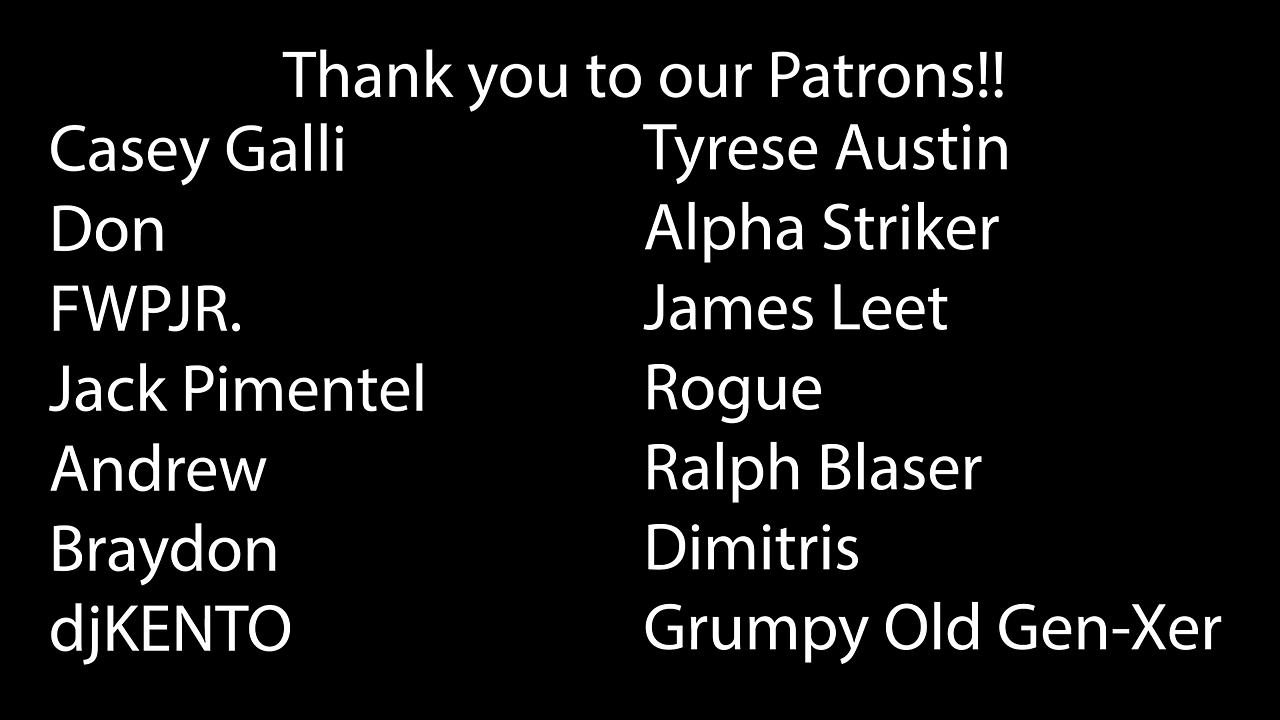 Thank you to our Patrons!!
Casey Galli
Don
FWPJR.
Jack Pimentel
Andrew
Braydon
djKENTO
Tyrese Austin
Alpha Striker
James Leet
Rogue
Ralph Blaser
Dimitris
Grumpy Old Gen-Xer